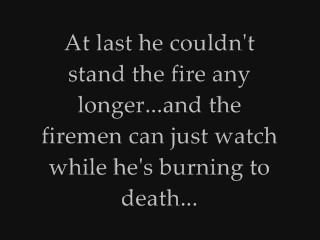 At last he couldn't
stand the fire any
longer...and the
firemen can just watch
while he's burning to
death...